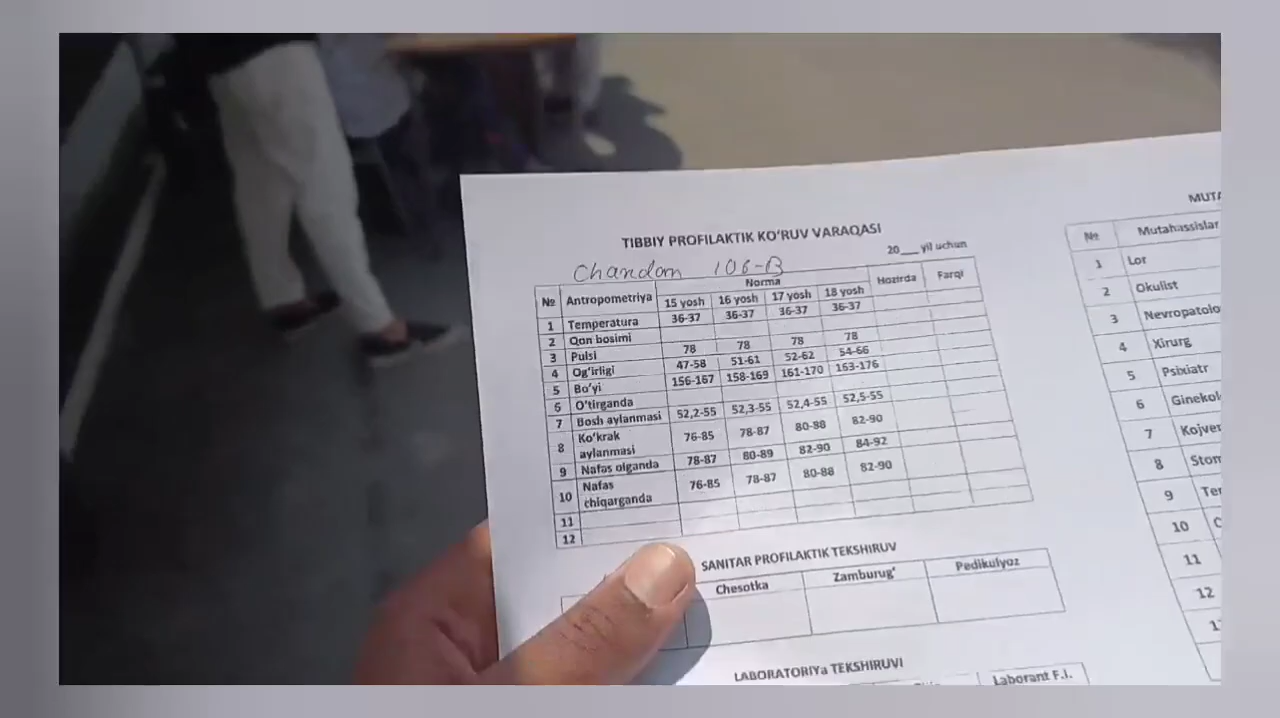 TIBBIY PROFILAKTIK KO‘RUV VARAQASI
20___ yil uchun
Chandan 106-B
№ Antropometriya Norma Hozirda Farqi
15 yosh 16 yosh 17 yosh 18 yosh
1 Temperatura 36-37 36-37 36-37 36-37
2 Qon bosimi
3 Pulsi 78 78 78 78
4 Og‘irligi 47-58 51-61 52-62 54-66
5 Bo‘yi 156-167 158-169 161-170 163-176
6 O‘tirganda
7 Bosh aylanmasi 52,2-55 52,3-55 52,4-55 52,5-55
8 Ko‘krak aylanmasi 76-85 78-87 80-88 82-90
9 Nafas olganda 78-87 80-89 82-90 84-92
10 Nafas chiqarganda 76-85 78-87 80-88 82-90
11
12
SANITAR PROFILAKTIK TEKSHIRUV
Chesotka Zamburug‘ Pedikulyoz
LABORATORIYa TEKSHIRUVI
Laborant F.I.
№ Mutahassislar
1 Lor
2 Okulist
3 Nevropatolo
4 Xirurg
5 Psixiatr
6 Ginekol
7 Kojver
8 Stom
9 Ter
10
11
12